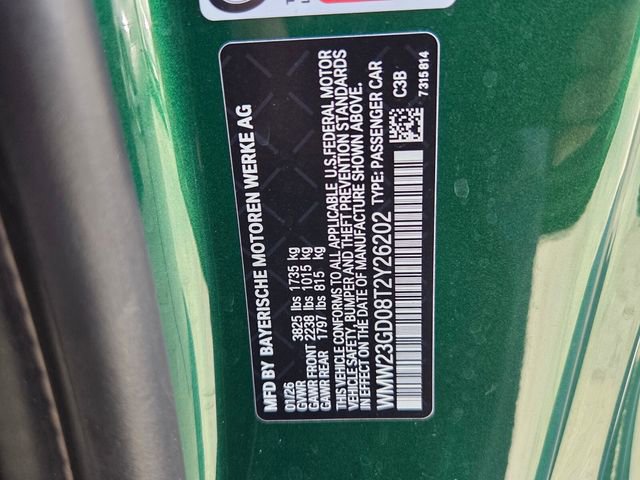 MFD BY BAYERISCHE MOTOREN WERKE AG
01/26
GVWR 3825 lbs 1735 kg
GAWR FRONT 2238 lbs 1015 kg
GAWR REAR 1797 lbs 815 kg
THIS VEHICLE CONFORMS TO ALL APPLICABLE U.S.FEDERAL MOTOR
VEHICLE SAFETY, BUMPER AND THEFT PREVENTION STANDARDS
IN EFFECT ON THE DATE OF MANUFACTURE SHOWN ABOVE.
WMW23GD08T2Y26202 TYPE: PASSENGER CAR
C3B
7315814